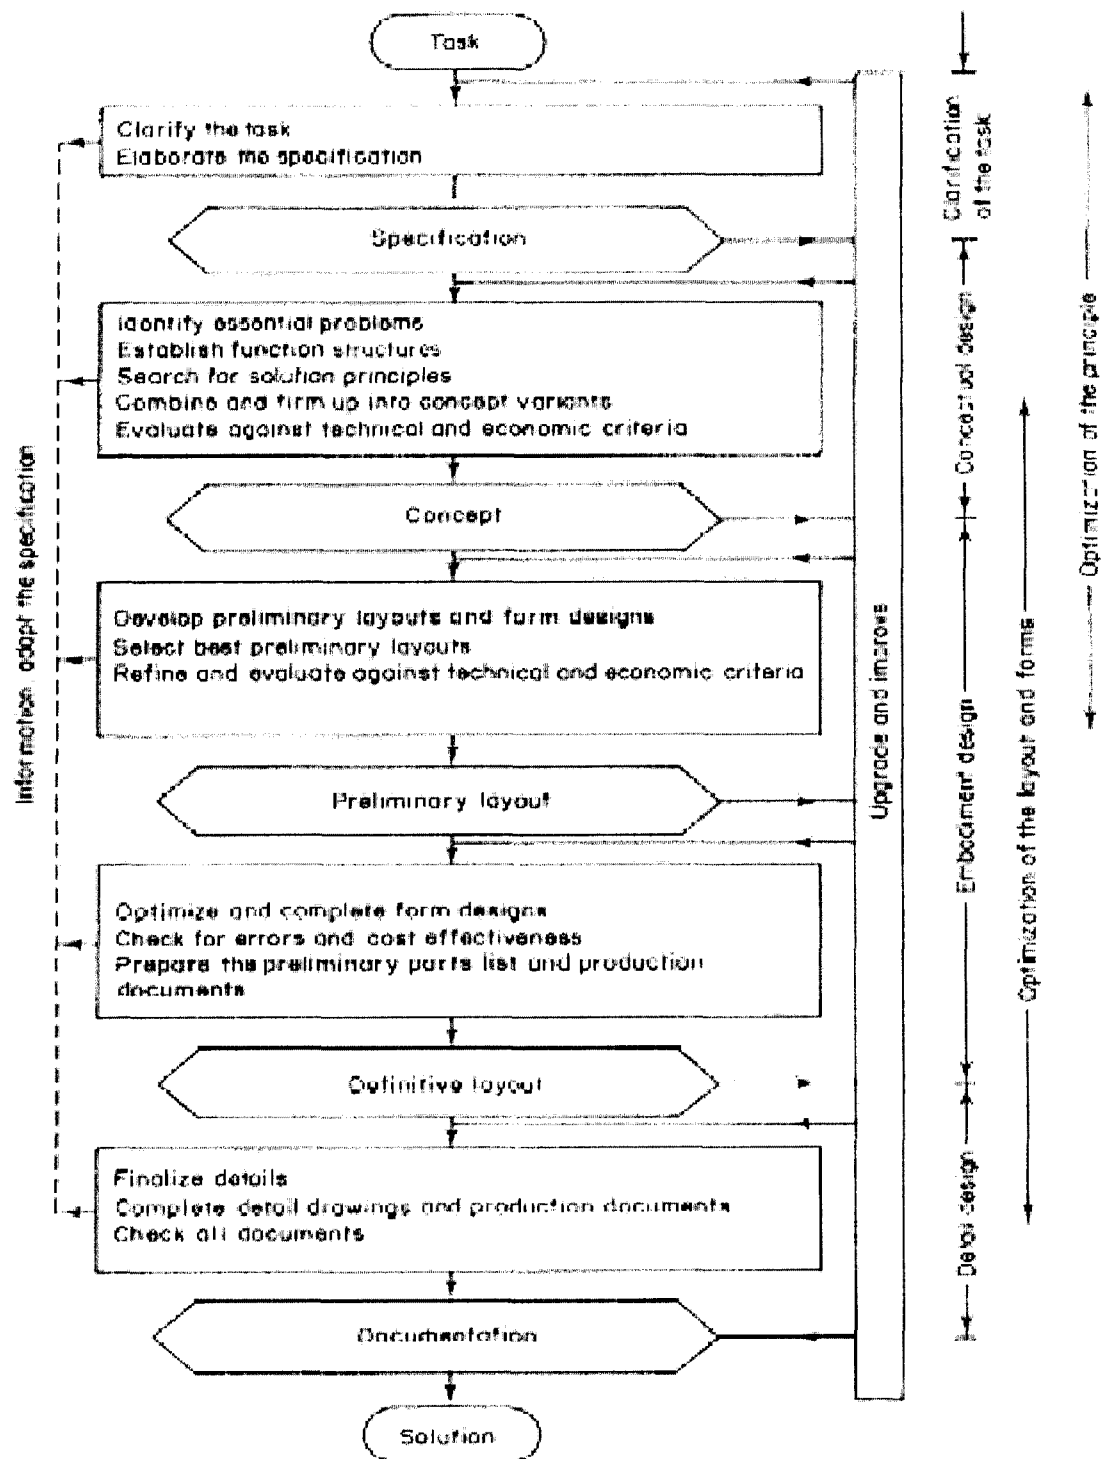 Task
Clarify the task
Elaborate the specification
Specification
Identify essential problems
Establish function structures
Search for solution principles
Combine and firm up into concept variants
Evaluate against technical and economic criteria
Concept
Develop preliminary layouts and form designs
Select best preliminary layouts
Refine and evaluate against technical and economic criteria
Preliminary layout
Optimize and complete form designs
Check for errors and cost effectiveness
Prepare the preliminary parts list and production
documents
Definitive layout
Finalize details
Complete detail drawings and production documents
Check all documents
Documentation
Solution
Information, adapt the specification
Upgrade and improve
Clarification
of the task
Conceptual design
Embodiment design
Detail design
Optimization of the layout and forms
Optimization of the principle